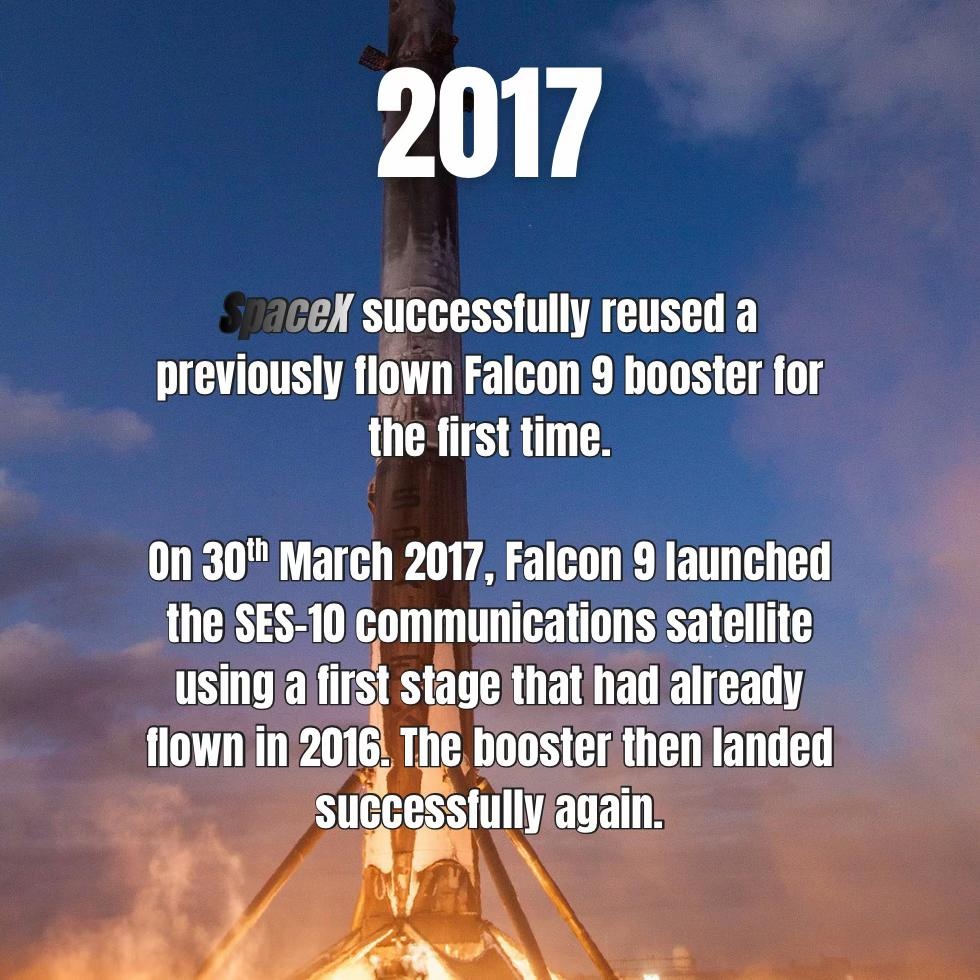 2017
SpaceX successfully reused a
previously flown Falcon 9 booster for
the first time.
On 30th March 2017, Falcon 9 launched
the SES-10 communications satellite
using a first stage that had already
flown in 2016. The booster then landed
successfully again.